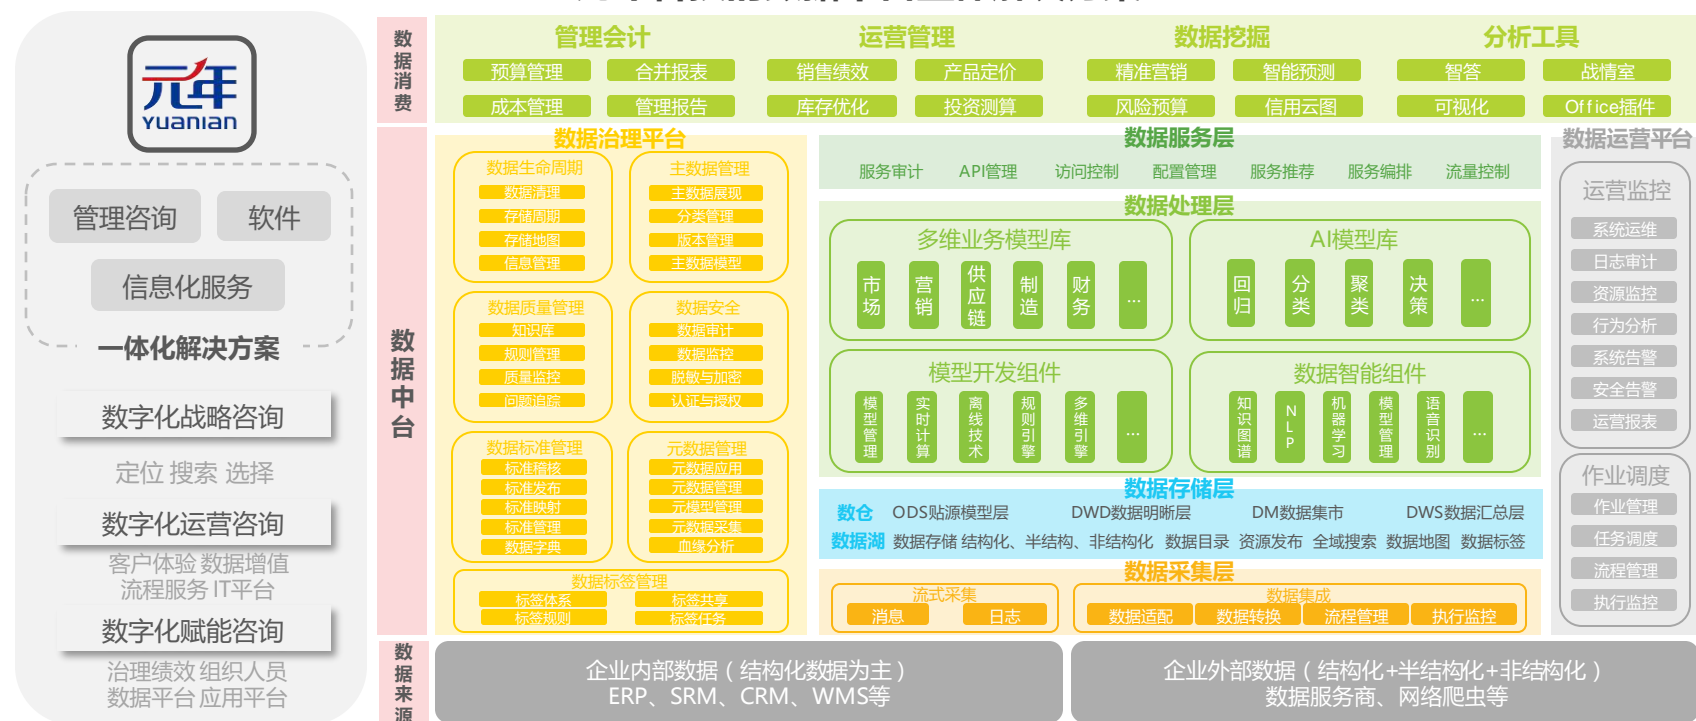 元年
YUANIAN
管理咨询
软件
信息化服务
一体化解决方案
数字化战略咨询
定位 搜索 选择
数字化运营咨询
客户体验 数据增值
流程服务 IT平台
数字化赋能咨询
治理绩效 组织人员
数据平台 应用平台
数据消费
管理会计
运营管理
数据挖掘
分析工具
预算管理
合并报表
销售绩效
产品定价
精准营销
智能预测
智答
战情室
成本管理
管理报告
库存优化
投资测算
风险预算
信用云图
可视化
Office插件
数据中台
数据治理平台
数据生命周期
数据清理
存储周期
存储地图
信息管理
主数据管理
主数据展现
分类管理
版本管理
主数据模型
数据质量管理
知识库
规则管理
质量监控
问题追踪
数据安全
数据审计
数据监控
脱敏与加密
认证与授权
数据标准管理
标准稽核
标准发布
标准映射
标准管理
数据字典
元数据管理
元数据应用
元数据管理
元模型管理
元数据采集
血缘分析
数据标签管理
标签体系
标签共享
标签规则
标签任务
数据服务层
服务审计
API管理
访问控制
配置管理
服务推荐
服务编排
流量控制
数据处理层
多维业务模型库
市场
营销
供应链
制造
财务
...
AI模型库
回归
分类
聚类
决策
...
模型开发组件
模型管理
实时计算
离线技术
规则引擎
多维引擎
...
数据智能组件
知识图谱
NLP
机器学习
模型管理
语音识别
...
数据存储层
数仓
ODS贴源模型层
DWD数据明晰层
DM数据集市
DWS数据汇总层
数据湖
数据存储 结构化、半结构、非结构化 数据目录 资源发布 全域搜索 数据地图 数据标签
数据采集层
流式采集
消息
日志
数据集成
数据适配
数据转换
流程管理
执行监控
数据运营平台
运营监控
系统运维
日志审计
资源监控
行为分析
系统告警
安全告警
运营报表
作业调度
作业管理
任务调度
流程管理
执行监控
数据来源
企业内部数据（结构化数据为主）
ERP、SRM、CRM、WMS等
企业外部数据（结构化+半结构化+非结构化）
数据服务商、网络爬虫等